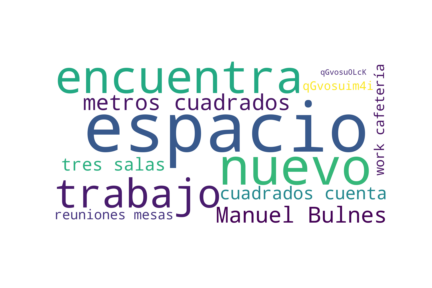 qGvosu0LcK
encuentra
qGvosuim4i
metros cuadrados
work cafetería
espacio
tres salas
nuevo
trabajo
cuadrados cuenta
reuniones mesas
Manuel Bulnes